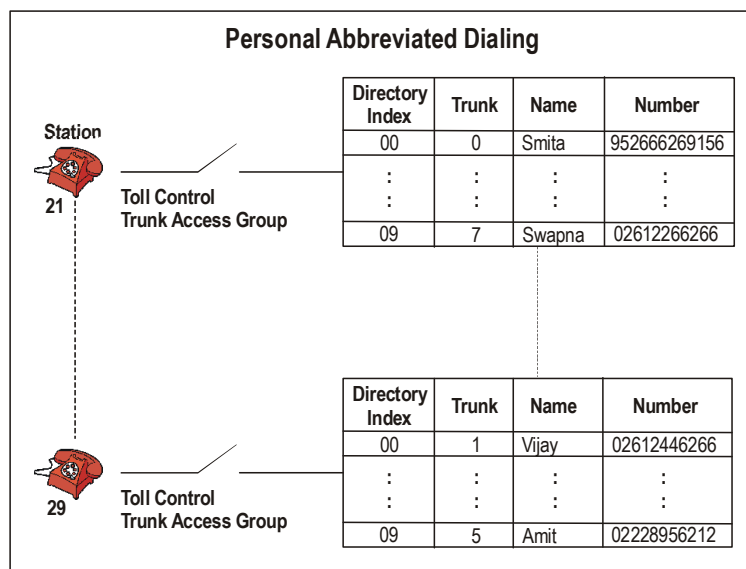 Personal Abbreviated Dialing
Directory Index Trunk Name Number
00 0 Smita 952666269156
: : : :
: : : :
09 7 Swapna 02612266266
Station
21
Toll Control
Trunk Access Group
Directory Index Trunk Name Number
00 1 Vijay 02612446266
: : : :
: : : :
09 5 Amit 02228956212
29
Toll Control
Trunk Access Group